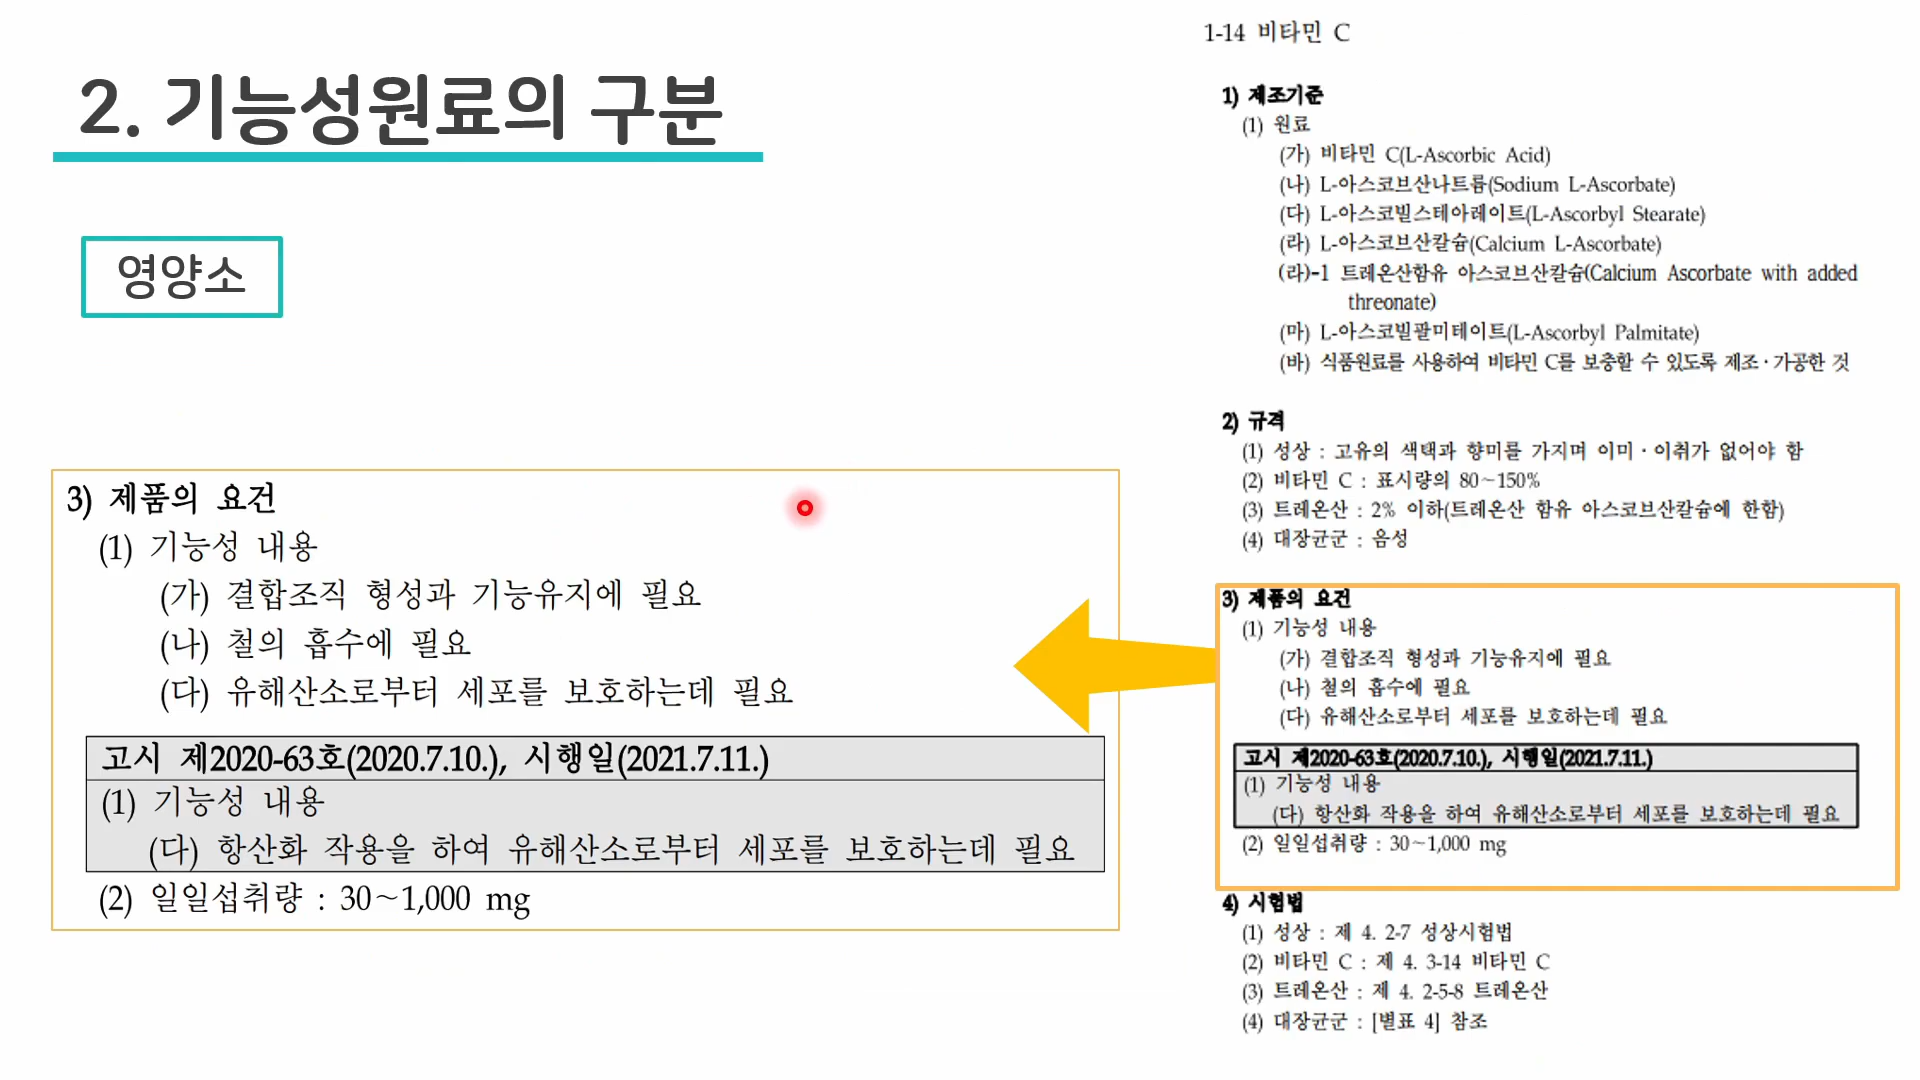 2. 기능성원료의 구분
영양소
3) 제품의 요건
(1) 기능성 내용
(가) 결합조직 형성과 기능유지에 필요
(나) 철의 흡수에 필요
(다) 유해산소로부터 세포를 보호하는데 필요
고시 제2020-63호(2020.7.10.), 시행일(2021.7.11.)
(1) 기능성 내용
(다) 항산화 작용을 하여 유해산소로부터 세포를 보호하는데 필요
(2) 일일섭취량 : 30~1,000 mg
1-14 비타민 C
1) 제조기준
(1) 원료
(가) 비타민 C(L-Ascorbic Acid)
(나) L-아스코브산나트륨(Sodium L-Ascorbate)
(다) L-아스코빌스테아레이트(L-Ascorbyl Stearate)
(라) L-아스코브산칼슘(Calcium L-Ascorbate)
(라)-1 트레온산함유 아스코브산칼슘(Calcium Ascorbate with added
threonate)
(마) L-아스코빌팔미테이트(L-Ascorbyl Palmitate)
(바) 식품원료를 사용하여 비타민 C를 보충할 수 있도록 제조·가공한 것
2) 규격
(1) 성상 : 고유의 색택과 향미를 가지며 이미·이취가 없어야 함
(2) 비타민 C : 표시량의 80~150%
(3) 트레온산 : 2% 이하(트레온산 함유 아스코브산칼슘에 한함)
(4) 대장균군 : 음성
3) 제품의 요건
(1) 기능성 내용
(가) 결합조직 형성과 기능유지에 필요
(나) 철의 흡수에 필요
(다) 유해산소로부터 세포를 보호하는데 필요
고시 제2020-63호(2020.7.10.), 시행일(2021.7.11.)
(1) 기능성 내용
(다) 항산화 작용을 하여 유해산소로부터 세포를 보호하는데 필요
(2) 일일섭취량 : 30~1,000 mg
4) 시험법
(1) 성상 : 제 4. 2-7 성상시험법
(2) 비타민 C : 제 4. 3-14 비타민 C
(3) 트레온산 : 제 4. 2-5-8 트레온산
(4) 대장균군 : [별표 4] 참조